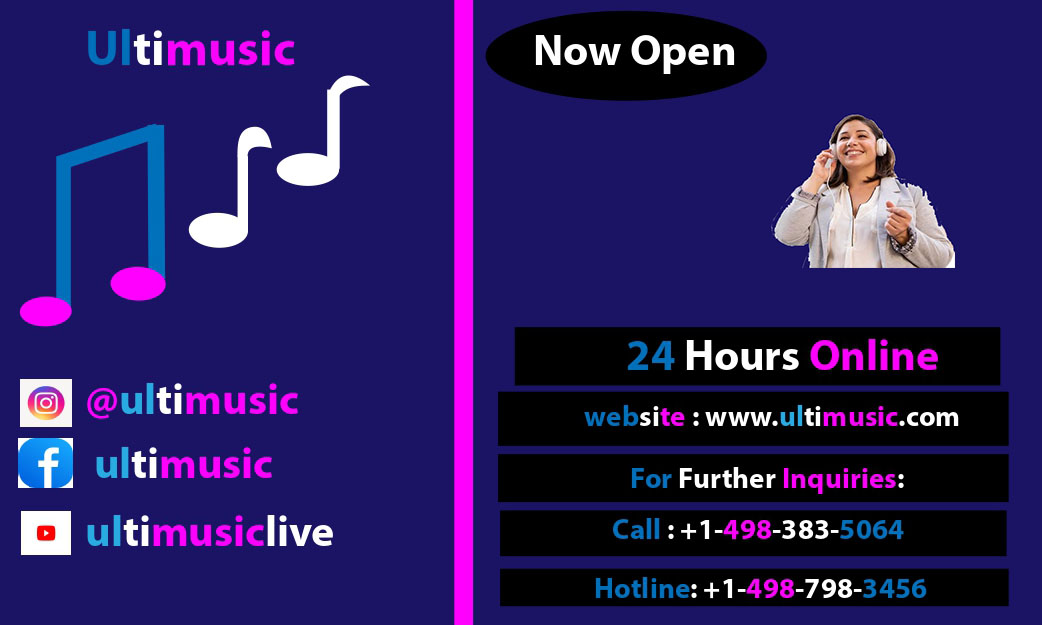 Ultimusic
@ultimusic
ultimusic
ultimusiclive
Now Open
24 Hours Online
website : www.ultimusic.com
For Further Inquiries:
Call : +1-498-383-5064
Hotline: +1-498-798-3456